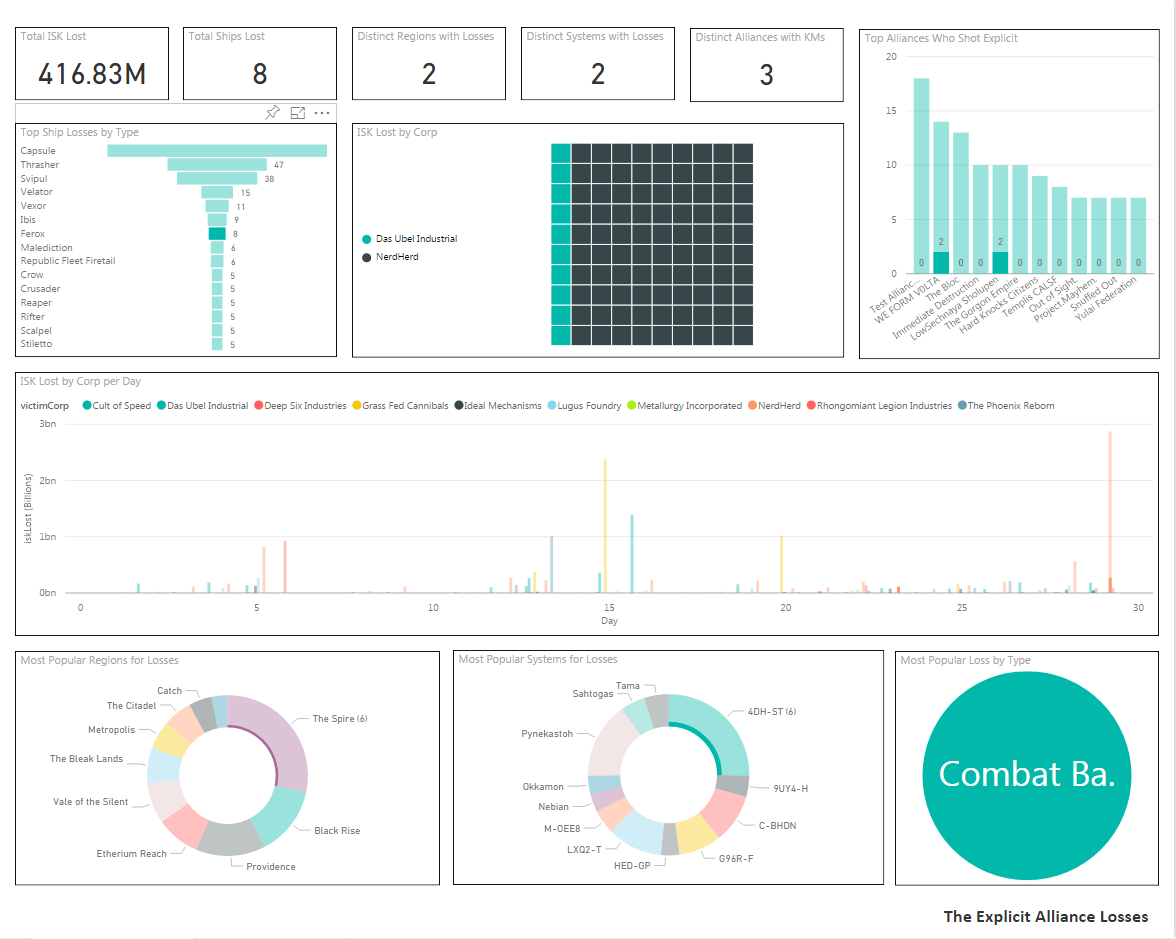 Total ISK Lost
416.83M
Total Ships Lost
8
Distinct Regions with Losses
2
Distinct Systems with Losses
2
Distinct Alliances with KMs
3
Top Alliances Who Shot Explicit
20
15
10
5
0
0
2
0
0
2
0
0
0
0
0
0
0
Test Allianc...
WE FORM V0LTA
The Bloc
Immediate Destruction
LowSechnaya Sholupen
The Gorgon Empire
Hard Knocks Citizens
Templis CALSF
Out of Sight.
Project.Mayhem.
Snuffed Out
Yulai Federation
Top Ship Losses by Type
Capsule
Thrasher 47
Svipul 38
Velator 15
Vexor 11
Ibis 9
Ferox 8
Malediction 6
Republic Fleet Firetail 6
Crow 5
Crusader 5
Reaper 5
Rifter 5
Scalpel 5
Stiletto 5
ISK Lost by Corp
Das Ubel Industrial
NerdHerd
ISK Lost by Corp per Day
victimCorp Cult of Speed Das Ubel Industrial Deep Six Industries Grass Fed Cannibals Ideal Mechanisms Lugus Foundry Metallurgy Incorporated NerdHerd Rhongomiant Legion Industries The Phoenix Reborn
iskLost (Billions)
3bn
2bn
1bn
0bn
0 5 10 15 20 25 30
Day
Most Popular Regions for Losses
Catch
The Citadel
Metropolis
The Bleak Lands
Vale of the Silent
Etherium Reach
The Spire (6)
Black Rise
Providence
Most Popular Systems for Losses
Tama
Sahtogas
Pynekastoh
Okkamon
Nebian
M-OEE8
LXQ2-T
HED-GP
4DH-ST (6)
9UY4-H
C-BHDN
G96R-F
Most Popular Loss by Type
Combat Ba.
The Explicit Alliance Losses